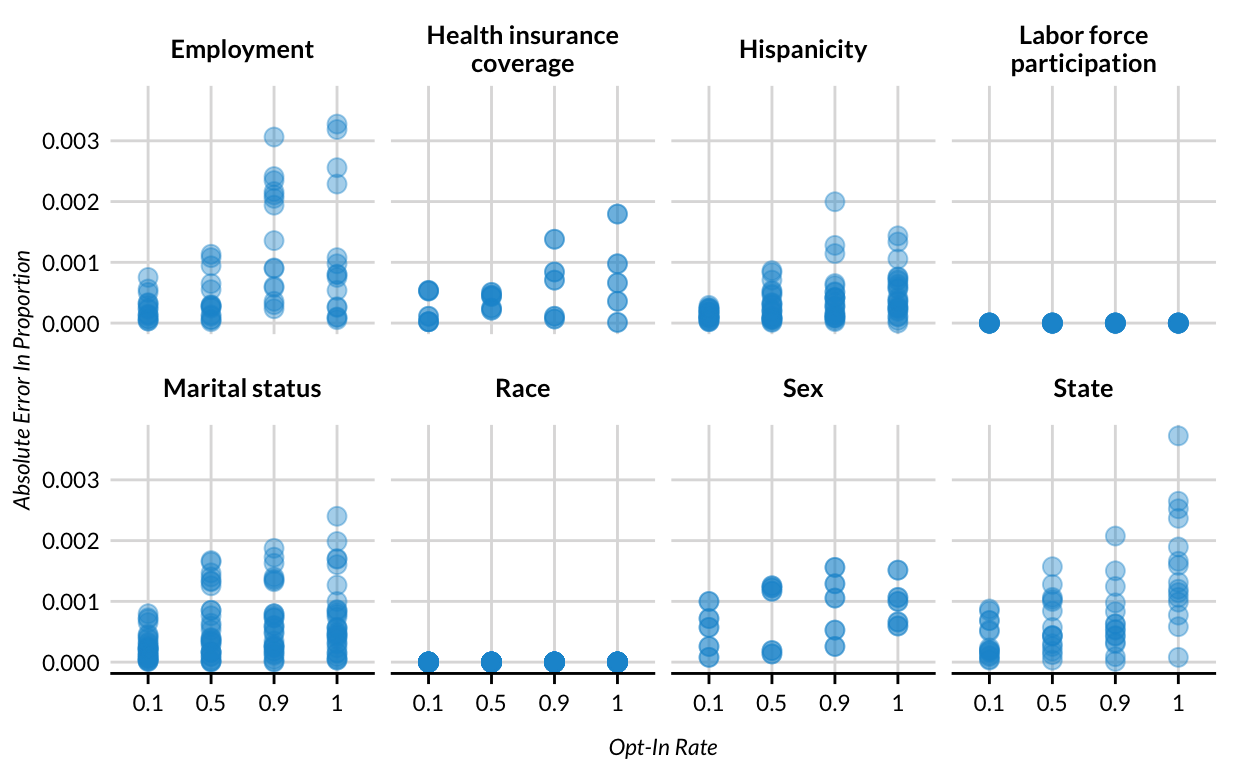 Employment
Health insurance
coverage
Hispanicity
Labor force
participation
0.003
0.002
0.001
0.000
Absolute Error In Proportion
Marital status
Race
Sex
State
0.003
0.002
0.001
0.000
0.1 0.5 0.9 1 0.1 0.5 0.9 1 0.1 0.5 0.9 1 0.1 0.5 0.9 1
Opt-In Rate